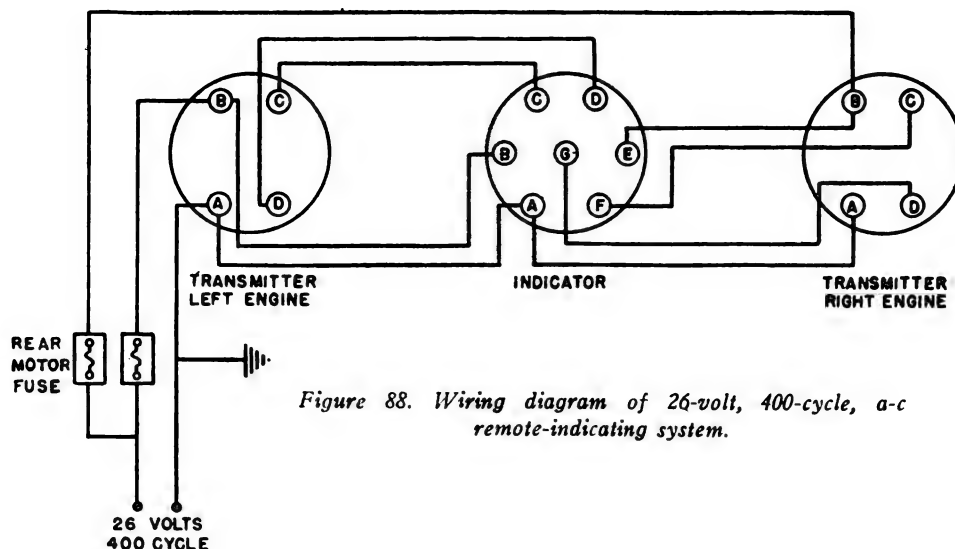 B C C D B C
B G E
A D A F A D
TRANSMITTER
LEFT ENGINE
INDICATOR
TRANSMITTER
RIGHT ENGINE
REAR
MOTOR
FUSE
Figure 88. Wiring diagram of 26-volt, 400-cycle, a-c
remote-indicating system.
26 VOLTS
400 CYCLE